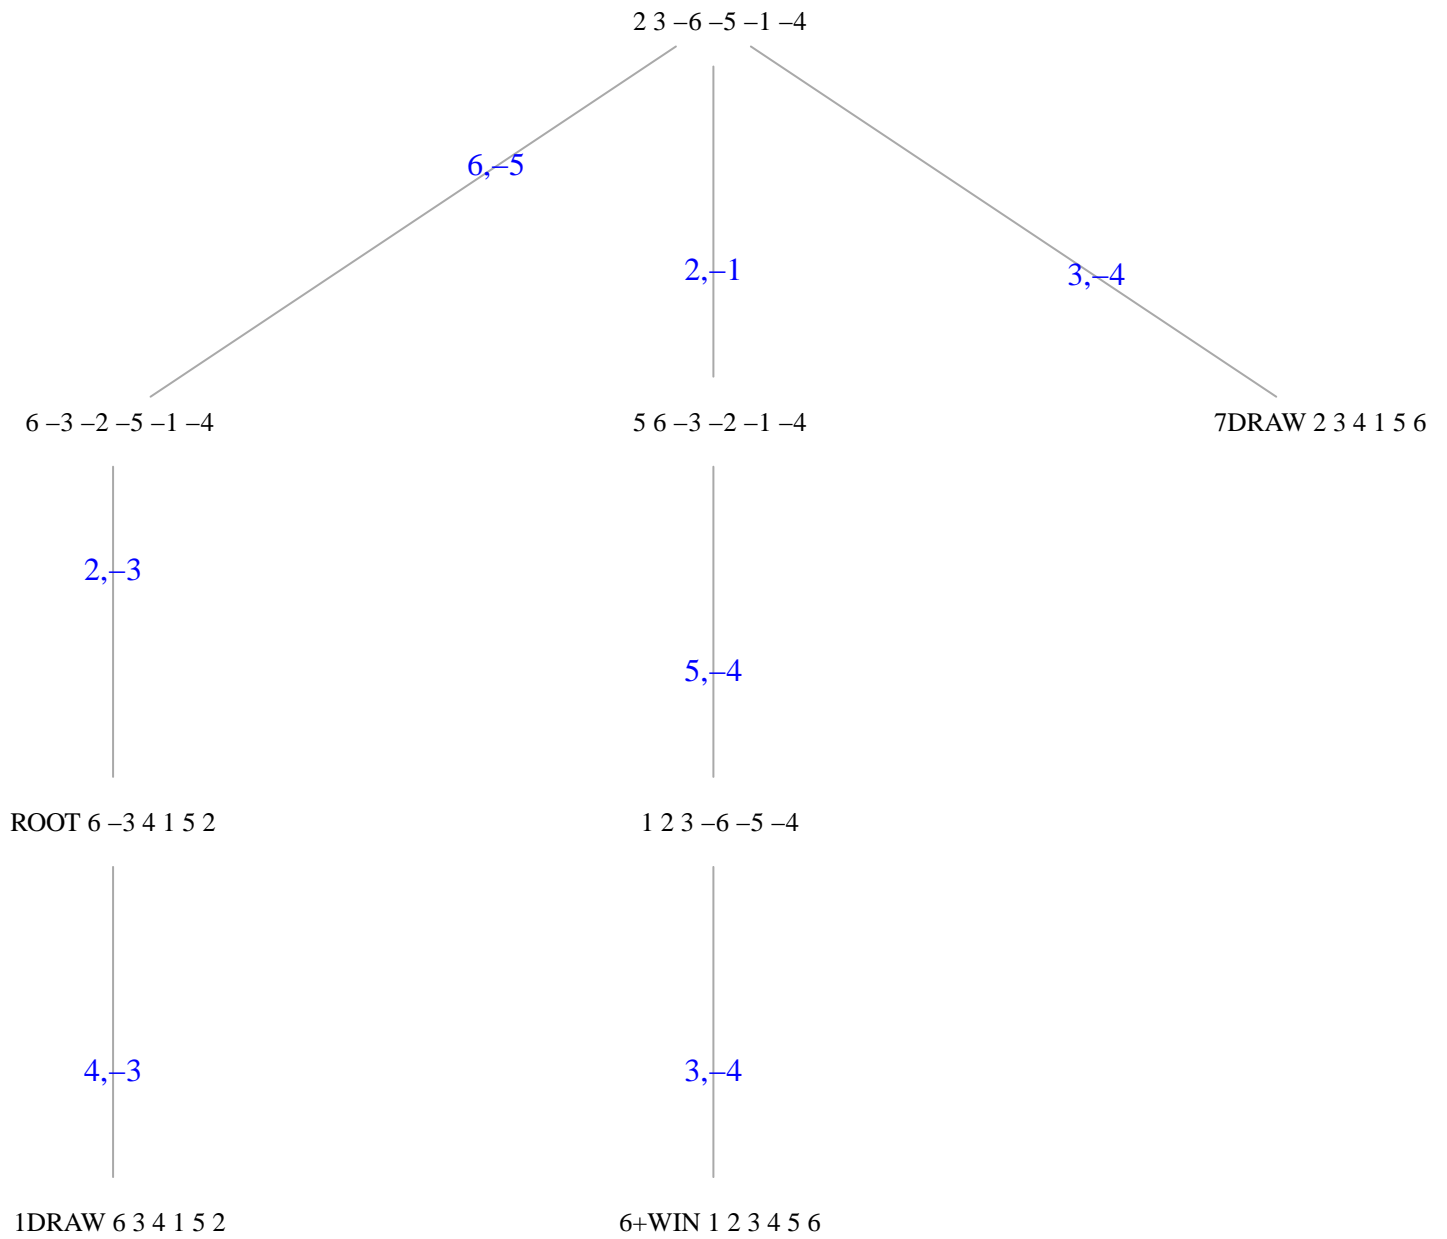 2 3 –6 –5 –1 –4
6,–5
2,–1
3,–4
6 –3 –2 –5 –1 –4
5 6 –3 –2 –1 –4
7DRAW 2 3 4 1 5 6
2,–3
5,–4
ROOT 6 –3 4 1 5 2
1 2 3 –6 –5 –4
4,–3
3,–4
1DRAW 6 3 4 1 5 2
6+WIN 1 2 3 4 5 6